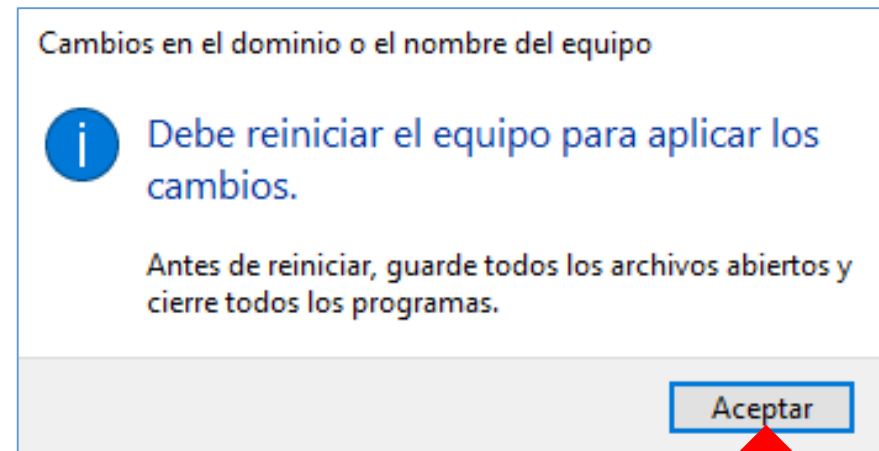 Cambios en el dominio o el nombre del equipo
i
Debe reiniciar el equipo para aplicar los
cambios.
Antes de reiniciar, guarde todos los archivos abiertos y
cierre todos los programas.
Aceptar